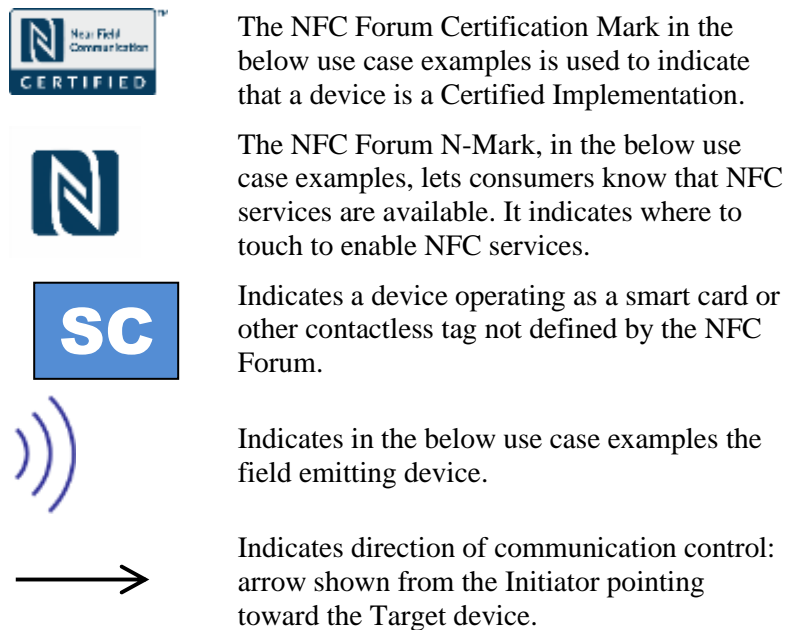 Near Field
Communication
CERTIFIED
TM
The NFC Forum Certification Mark in the
below use case examples is used to indicate
that a device is a Certified Implementation.
The NFC Forum N-Mark, in the below use
case examples, lets consumers know that NFC
services are available. It indicates where to
touch to enable NFC services.
SC
Indicates a device operating as a smart card or
other contactless tag not defined by the NFC
Forum.
Indicates in the below use case examples the
field emitting device.
Indicates direction of communication control:
arrow shown from the Initiator pointing
toward the Target device.